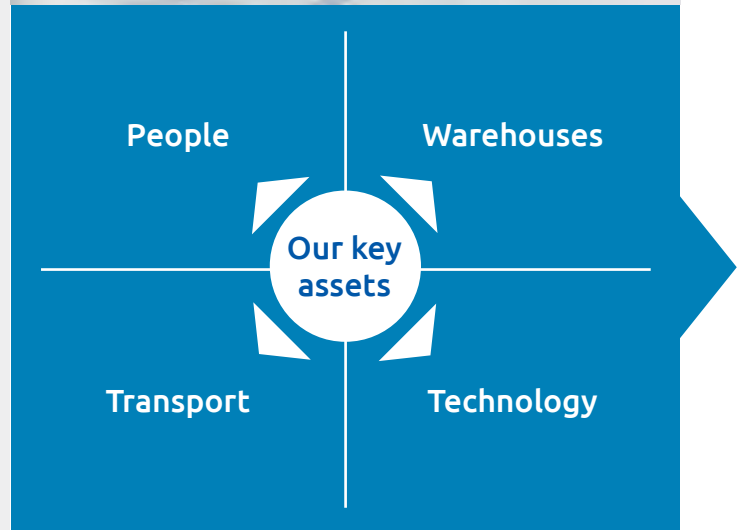 People
Warehouses
Our key
assets
Transport
Technology